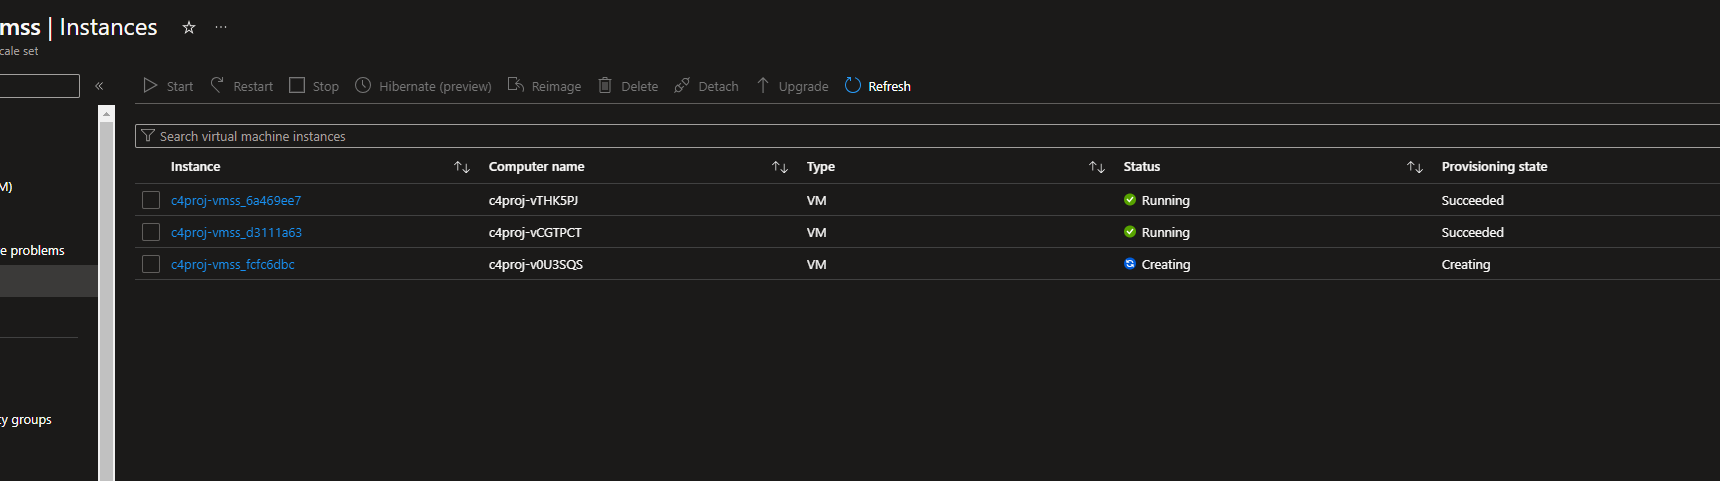 mss | Instances
cale set
Start Restart Stop Hibernate (preview) Reimage Delete Detach Upgrade Refresh
Search virtual machine instances
Instance Computer name Type Status Provisioning state
M)
c4proj-vmss_6a469ee7 c4proj-vTHK5PJ VM Running Succeeded
c4proj-vmss_d3111a63 c4proj-vCGTPCT VM Running Succeeded
e problems
c4proj-vmss_fcfc6dbc c4proj-v0U3SQS VM Creating Creating
ty groups